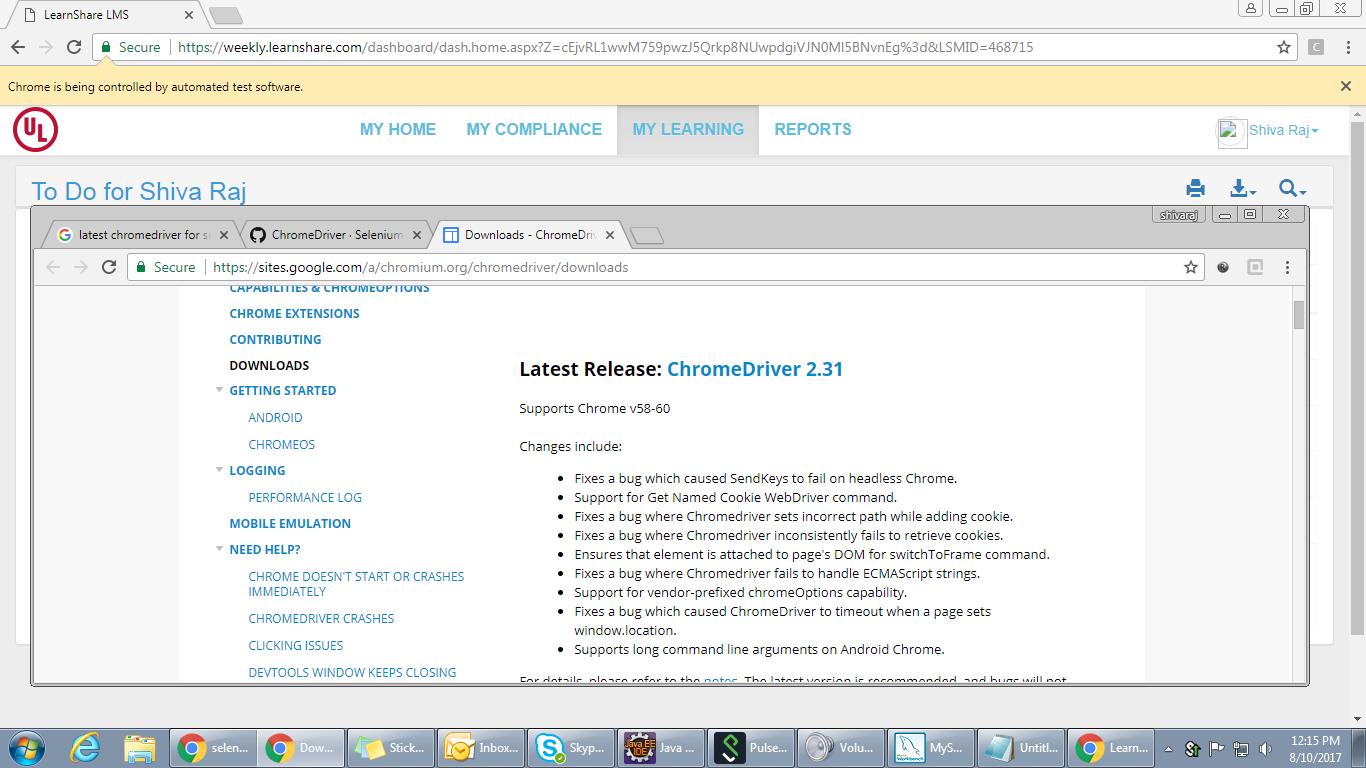 LearnShare LMS
Secure https://weekly.learnshare.com/dashboard/dash.home.aspx?Z=cEjvRL1wwM759pwzJ5Qrkp8NUwpdgiVJN0MI5BNvnEg%3d&LSMID=468715
C
Chrome is being controlled by automated test software.
UL
MY HOME MY COMPLIANCE MY LEARNING REPORTS
Shiva Raj
To Do for Shiva Raj
shivaraj
latest chromedriver for s
ChromeDriver · Selenium
Downloads - ChromeDri
Secure https://sites.google.com/a/chromium.org/chromedriver/downloads
CAPABILITIES & CHROMEOPTIONS
CHROME EXTENSIONS
CONTRIBUTING
DOWNLOADS
GETTING STARTED
ANDROID
CHROMEOS
LOGGING
PERFORMANCE LOG
MOBILE EMULATION
NEED HELP?
CHROME DOESN'T START OR CRASHES
IMMEDIATELY
CHROMEDRIVER CRASHES
CLICKING ISSUES
DEVTOOLS WINDOW KEEPS CLOSING
Latest Release: ChromeDriver 2.31
Supports Chrome v58-60
Changes include:
Fixes a bug which caused SendKeys to fail on headless Chrome.
Support for Get Named Cookie WebDriver command.
Fixes a bug where Chromedriver sets incorrect path while adding cookie.
Fixes a bug where Chromedriver inconsistently fails to retrieve cookies.
Ensures that element is attached to page's DOM for switchToFrame command.
Fixes a bug where Chromedriver fails to handle ECMAScript strings.
Support for vendor-prefixed chromeOptions capability.
Fixes a bug which caused ChromeDriver to timeout when a page sets
window.location.
Supports long command line arguments on Android Chrome.
For details, please refer to the notes. The latest version is recommended, and bugs will not
selen... Dow... Stick... Inbox... Skyp... Java ... Pulse... Volu... MyS... Untitl... Learn...
12:15 PM
8/10/2017